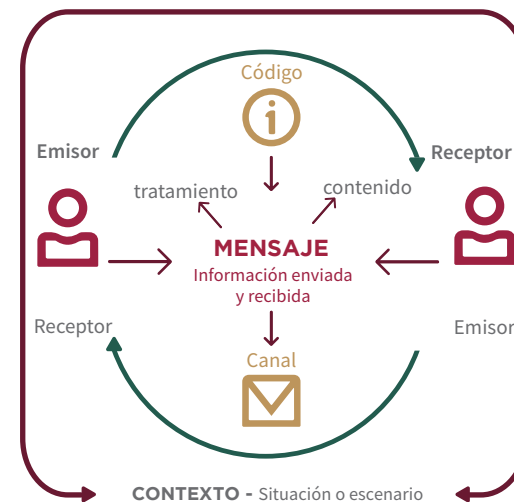 Código
Emisor
Receptor
tratamiento
contenido
MENSAJE
Información enviada
y recibida
Receptor
Emisor
Canal
CONTEXTO - Situación o escenario